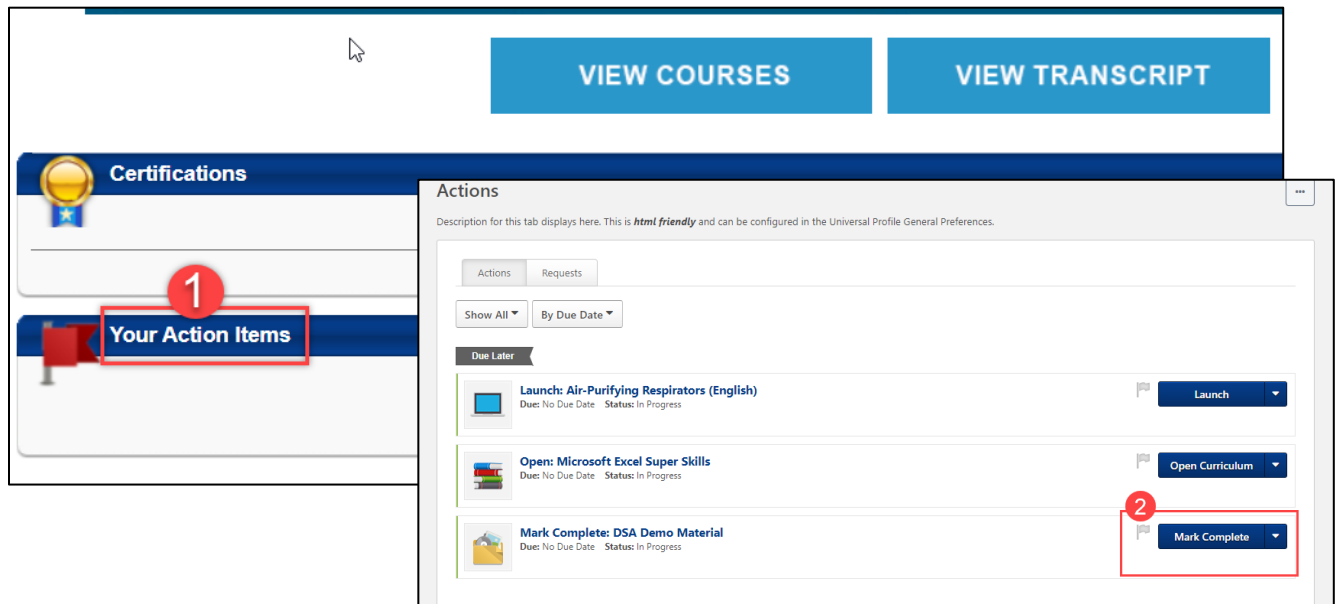 VIEW COURSES
VIEW TRANSCRIPT
Certifications
1
Your Action Items
Actions
...
Description for this tab displays here. This is html friendly and can be configured in the Universal Profile General Preferences.
Actions Requests
Show All By Due Date
Due Later
Launch: Air-Purifying Respirators (English)
Due: No Due Date Status: In Progress
Launch
Open: Microsoft Excel Super Skills
Due: No Due Date Status: In Progress
Open Curriculum
2
Mark Complete: DSA Demo Material
Due: No Due Date Status: In Progress
Mark Complete